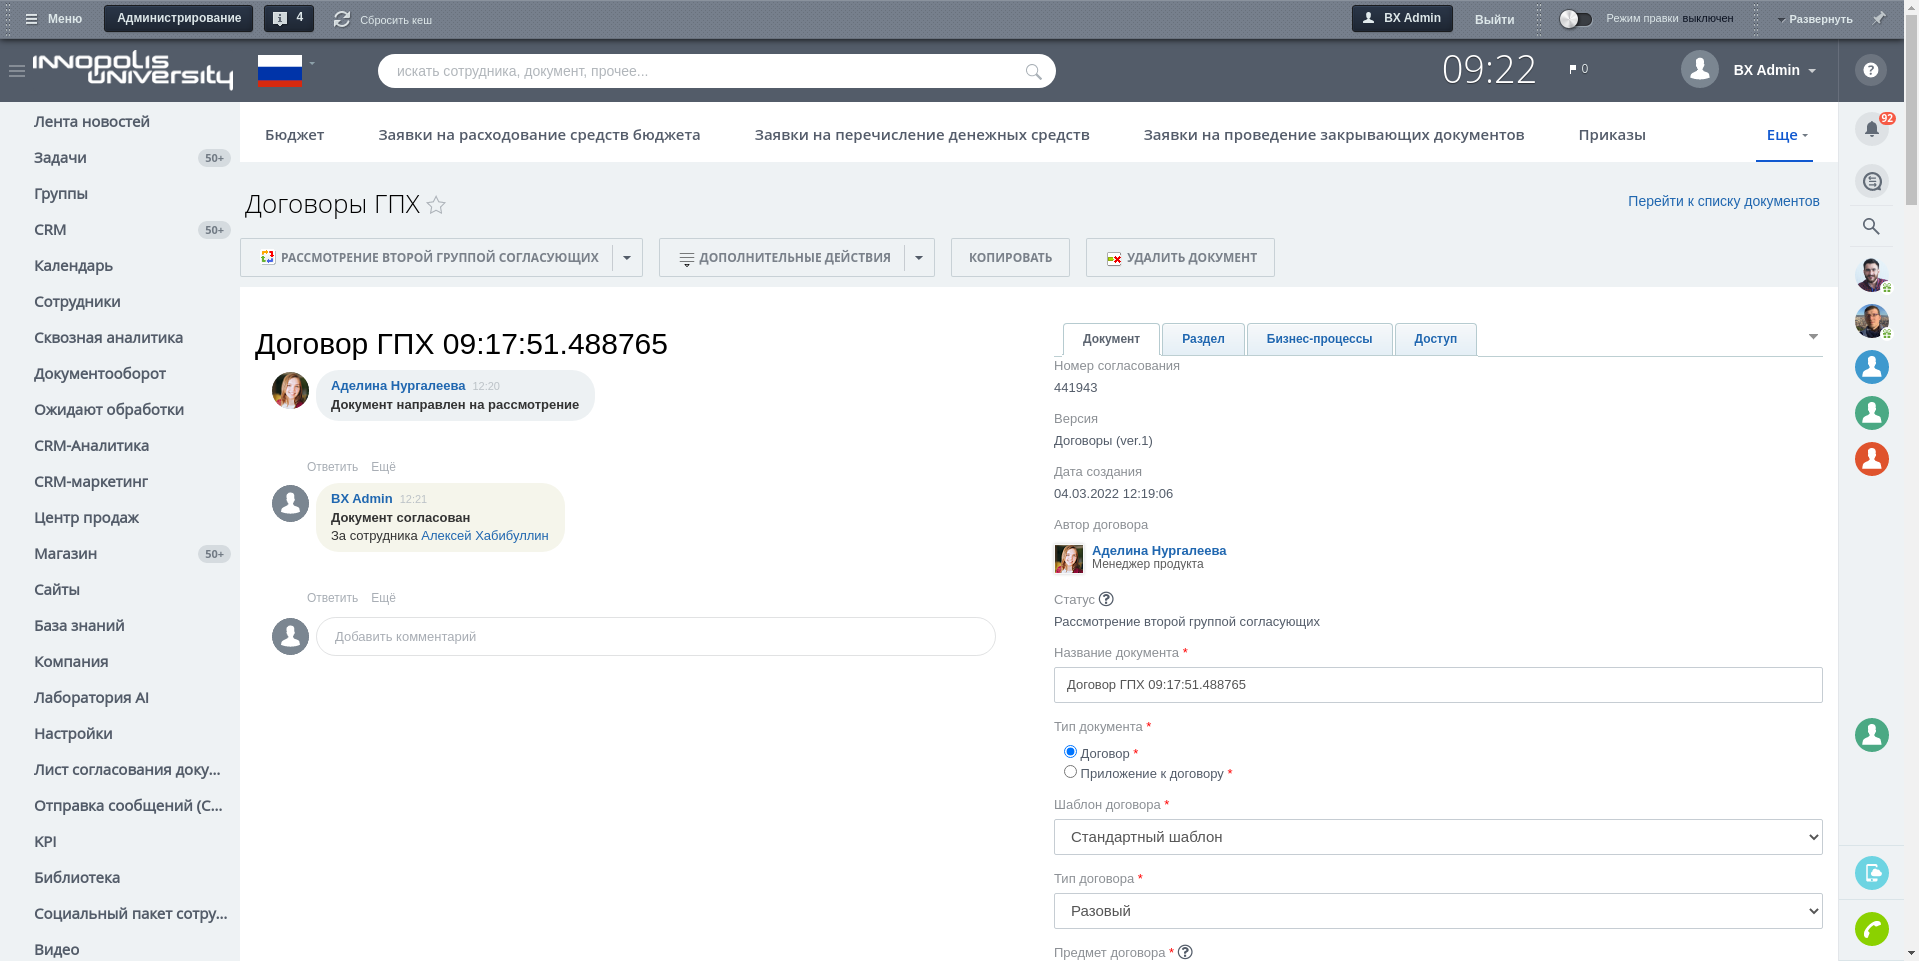 Меню
Администрирование
4
Сбросить кеш
BX Admin
Выйти
Режим правки выключен
Развернуть
innopolis
university
искать сотрудника, документ, прочее...
09:22
0
BX Admin
?
Лента новостей
Задачи 50+
Группы
CRM 50+
Календарь
Сотрудники
Сквозная аналитика
Документооборот
Ожидают обработки
CRM-Аналитика
CRM-маркетинг
Центр продаж
Магазин 50+
Сайты
База знаний
Компания
Лаборатория AI
Настройки
Лист согласования доку...
Отправка сообщений (С...
KPI
Библиотека
Социальный пакет сотру...
Видео
Бюджет
Заявки на расходование средств бюджета
Заявки на перечисление денежных средств
Заявки на проведение закрывающих документов
Приказы
Еще
92
Договоры ГПХ
Перейти к списку документов
РАССМОТРЕНИЕ ВТОРОЙ ГРУППОЙ СОГЛАСУЮЩИХ
ДОПОЛНИТЕЛЬНЫЕ ДЕЙСТВИЯ
КОПИРОВАТЬ
УДАЛИТЬ ДОКУМЕНТ
Договор ГПХ 09:17:51.488765
Аделина Нургалеева 12:20
Документ направлен на рассмотрение
Ответить Ещё
BX Admin 12:21
Документ согласован
За сотрудника Алексей Хабибуллин
Ответить Ещё
Добавить комментарий
Документ
Раздел
Бизнес-процессы
Доступ
Номер согласования
441943
Версия
Договоры (ver.1)
Дата создания
04.03.2022 12:19:06
Автор договора
Аделина Нургалеева
Менеджер продукта
Статус ?
Рассмотрение второй группой согласующих
Название документа *
Договор ГПХ 09:17:51.488765
Тип документа *
Договор *
Приложение к договору *
Шаблон договора *
Стандартный шаблон
Тип договора *
Разовый
Предмет договора * ?